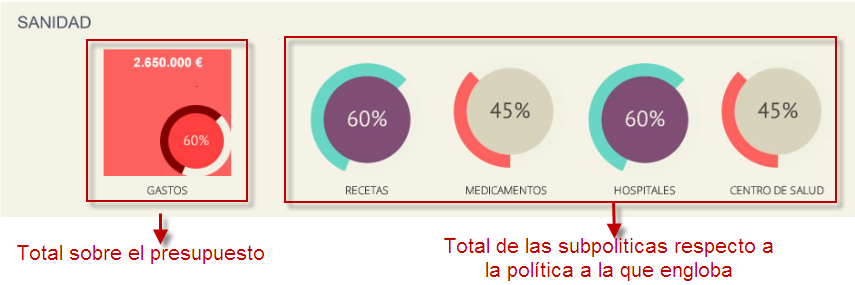 SANIDAD
2.650.000 €
60%
GASTOS
60%
RECETAS
45%
MEDICAMENTOS
60%
HOSPITALES
45%
CENTRO DE SALUD
Total sobre el presupuesto
Total de las subpoliticas respecto a
la política a la que engloba